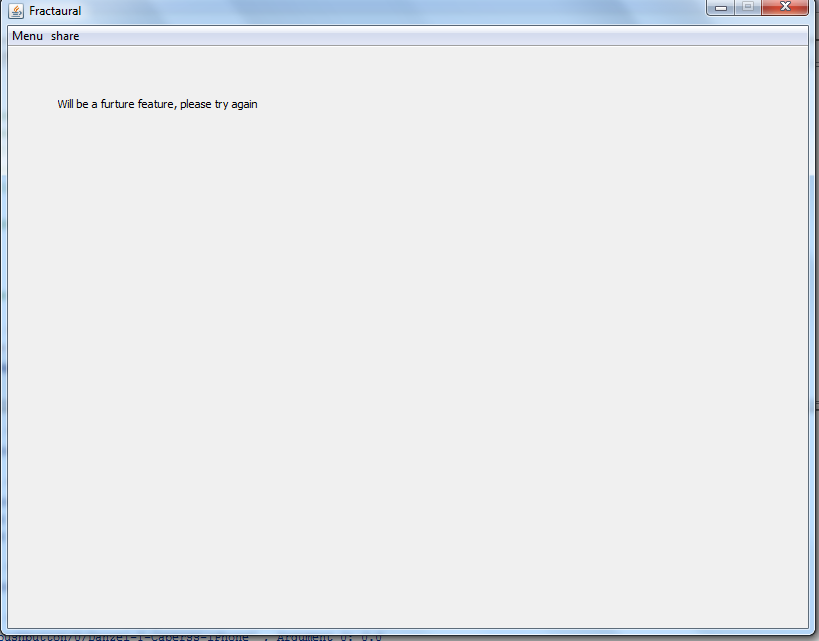 Fractaural
Menu share
Will be a furture feature, please try again